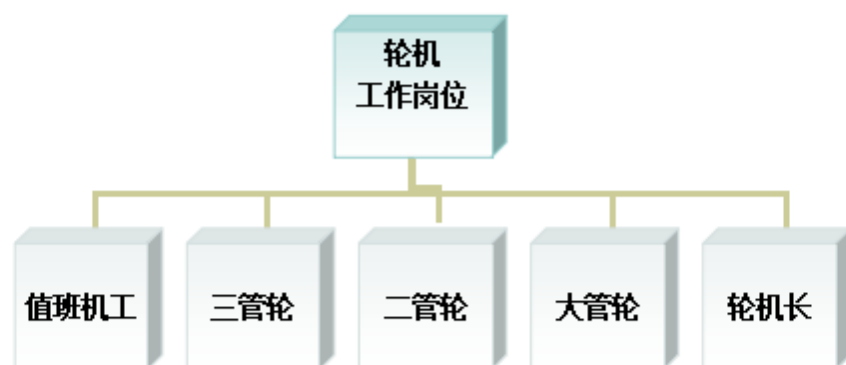 轮机
工作岗位
值班机工
三管轮
二管轮
大管轮
轮机长